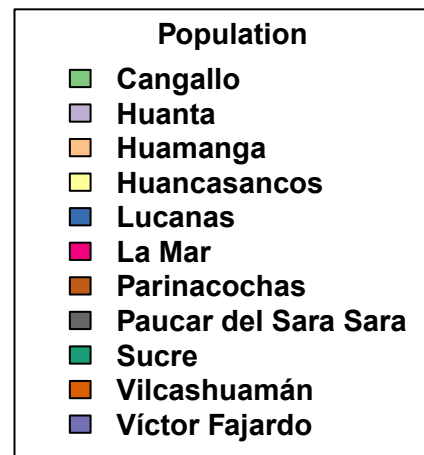 Population
Cangallo
Huanta
Huamanga
Huancasancos
Lucanas
La Mar
Parinacochas
Paucar del Sara Sara
Sucre
Vilcashuamán
Víctor Fajardo